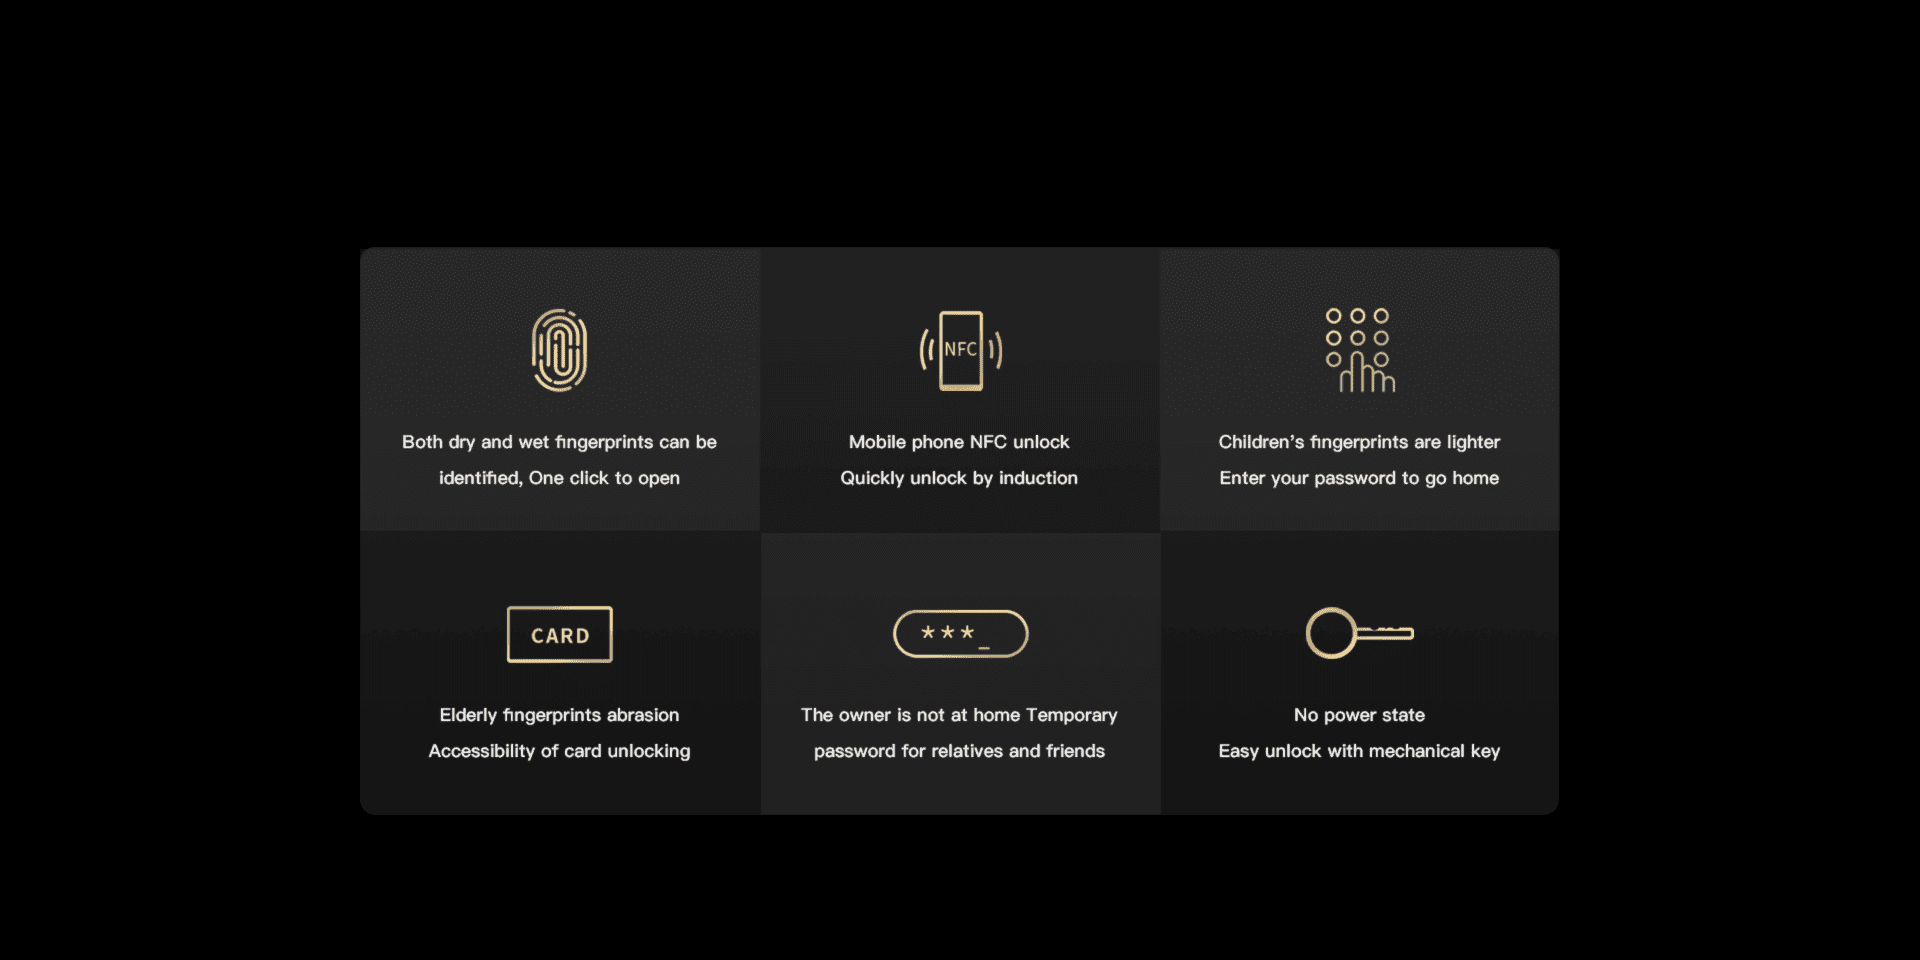 Both dry and wet fingerprints can be
identified, One click to open
NFC
Mobile phone NFC unlock
Quickly unlock by induction
Children's fingerprints are lighter
Enter your password to go home
CARD
Elderly fingerprints abrasion
Accessibility of card unlocking
***_
The owner is not at home Temporary
password for relatives and friends
No power state
Easy unlock with mechanical key